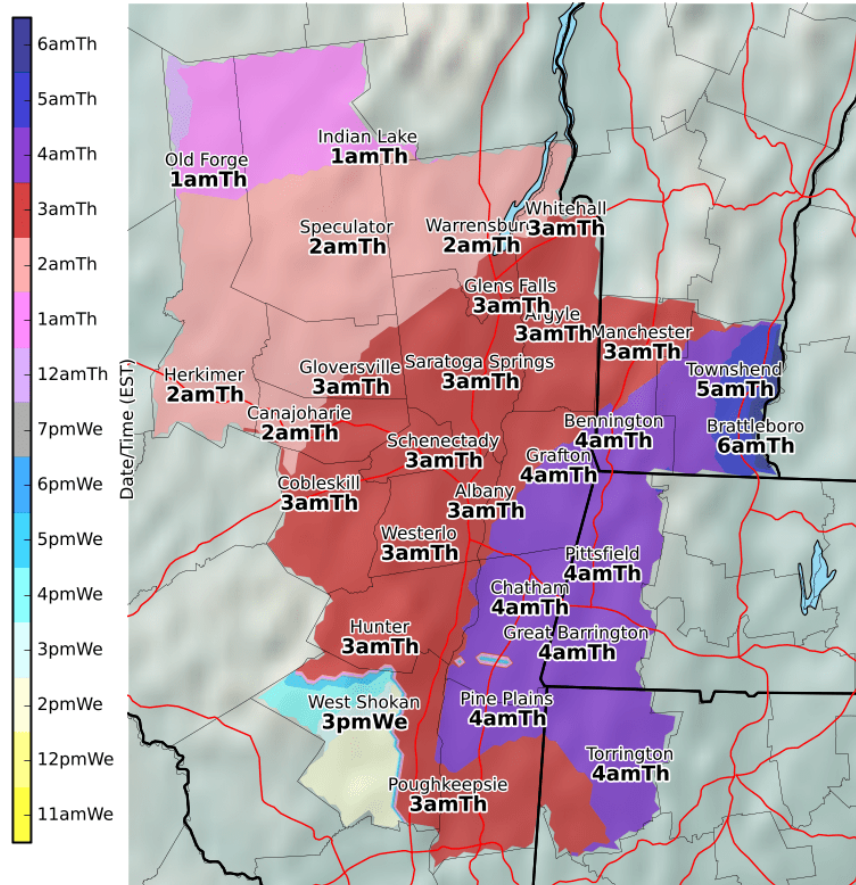 6amTh
5amTh
4amTh
3amTh
2amTh
1amTh
12amTh
7pmWe
6pmWe
5pmWe
4pmWe
3pmWe
2pmWe
12pmWe
11amWe
Date/Time (EST)
Indian Lake
1amTh
Old Forge
1amTh
Whitehall
3amTh
Speculator
2amTh
Warrensbur
2amTh
Glens Falls
3amTh
Argyle
3amTh
Manchester
3amTh
Saratoga Springs
3amTh
Gloversville
3amTh
Herkimer
2amTh
Townshend
5amTh
Canajoharie
2amTh
Bennington
4amTh
Brattleboro
6amTh
Schenectady
3amTh
Grafton
4amTh
Cobleskill
3amTh
Albany
3amTh
Westerlo
3amTh
Pittsfield
4amTh
Chatham
4amTh
Hunter
3amTh
Great Barrington
4amTh
West Shokan
3pmWe
Pine Plains
4amTh
Torrington
4amTh
Poughkeepsie
3amTh